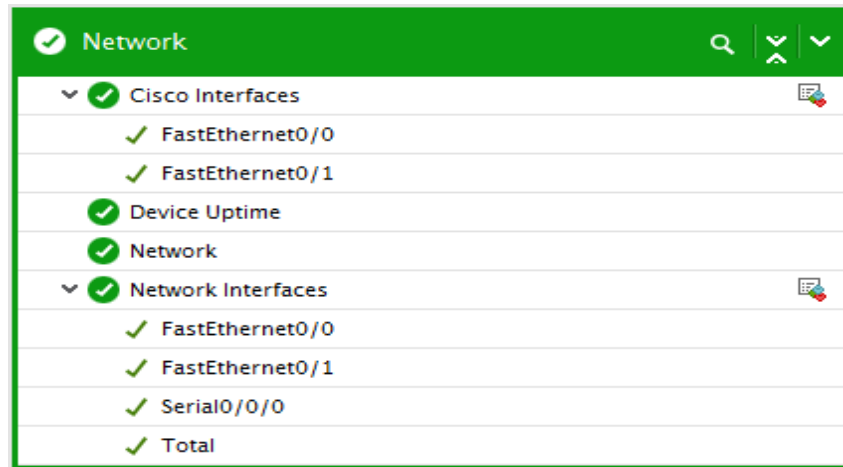 Network
Cisco Interfaces
FastEthernet0/0
FastEthernet0/1
Device Uptime
Network
Network Interfaces
FastEthernet0/0
FastEthernet0/1
Serial0/0/0
Total